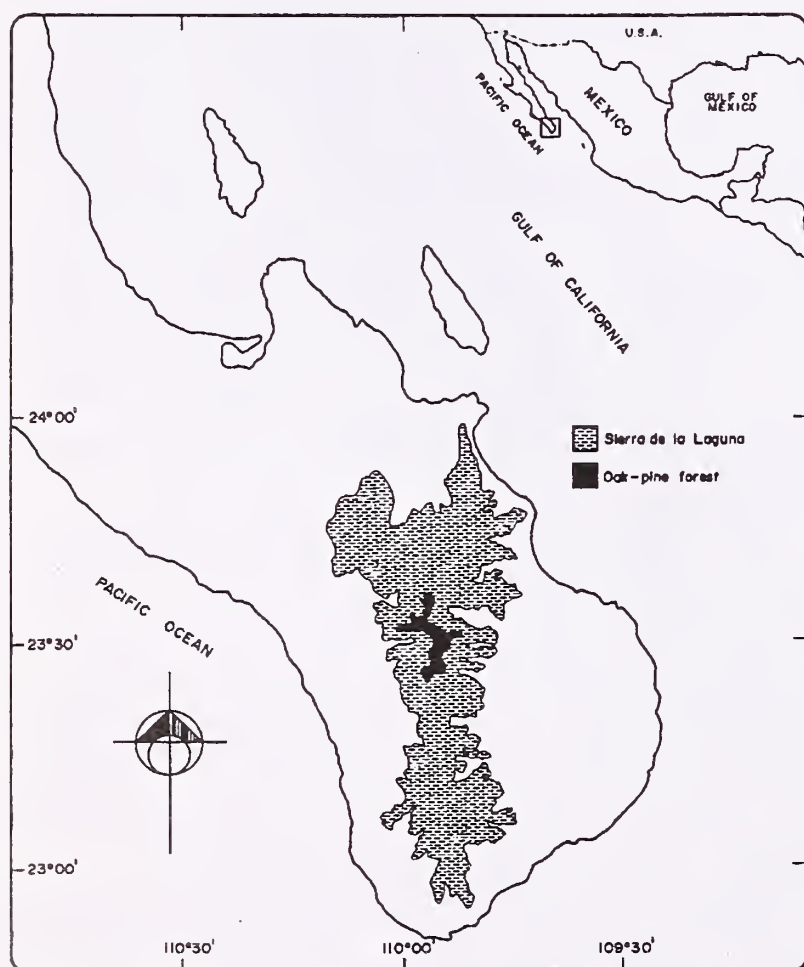 U.S.A.
PACIFIC OCEAN
MEXICO
GULF OF
MEXICO
GULF OF CALIFORNIA
24°00'
Sierra de la Laguna
Oak-pine forest
PACIFIC OCEAN
23°30'
23°00'
110°30'
110°00'
109°30'